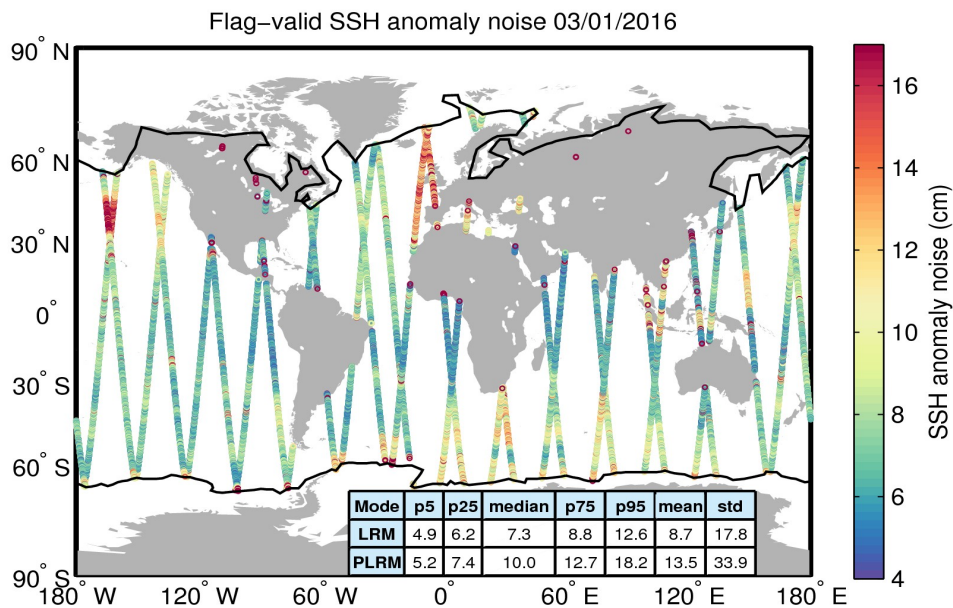 Flag−valid SSH anomaly noise 03/01/2016
90° N
60° N
30° N
0°
30° S
60° S
90° S
180° W
120° W
60° W
0°
60° E
120° E
180° E
16
14
12
10
8
6
4
SSH anomaly noise (cm)
Mode p5 p25 median p75 p95 mean std
LRM 4.9 6.2 7.3 8.8 12.6 8.7 17.8
PLRM 5.2 7.4 10.0 12.7 18.2 13.5 33.9